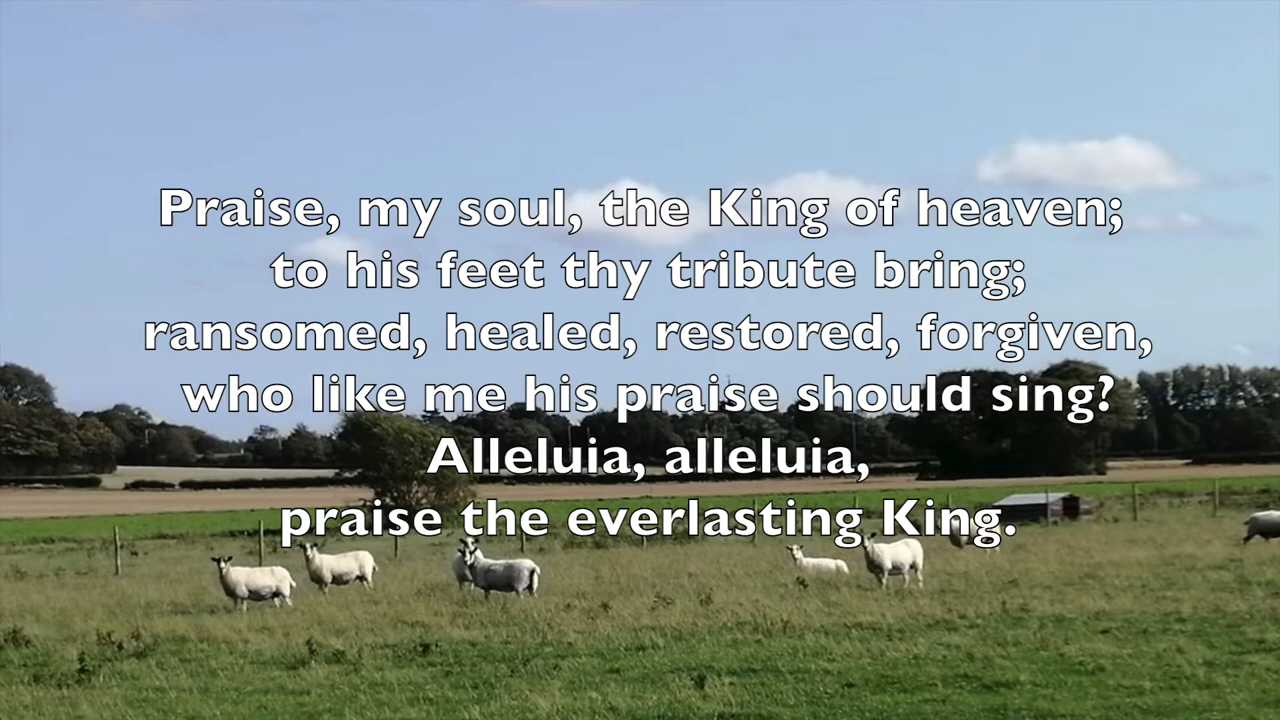 Praise, my soul, the King of heaven;
to his feet thy tribute bring;
ransomed, healed, restored, forgiven,
who like me his praise should sing?
Alleluia, alleluia,
praise the everlasting King.